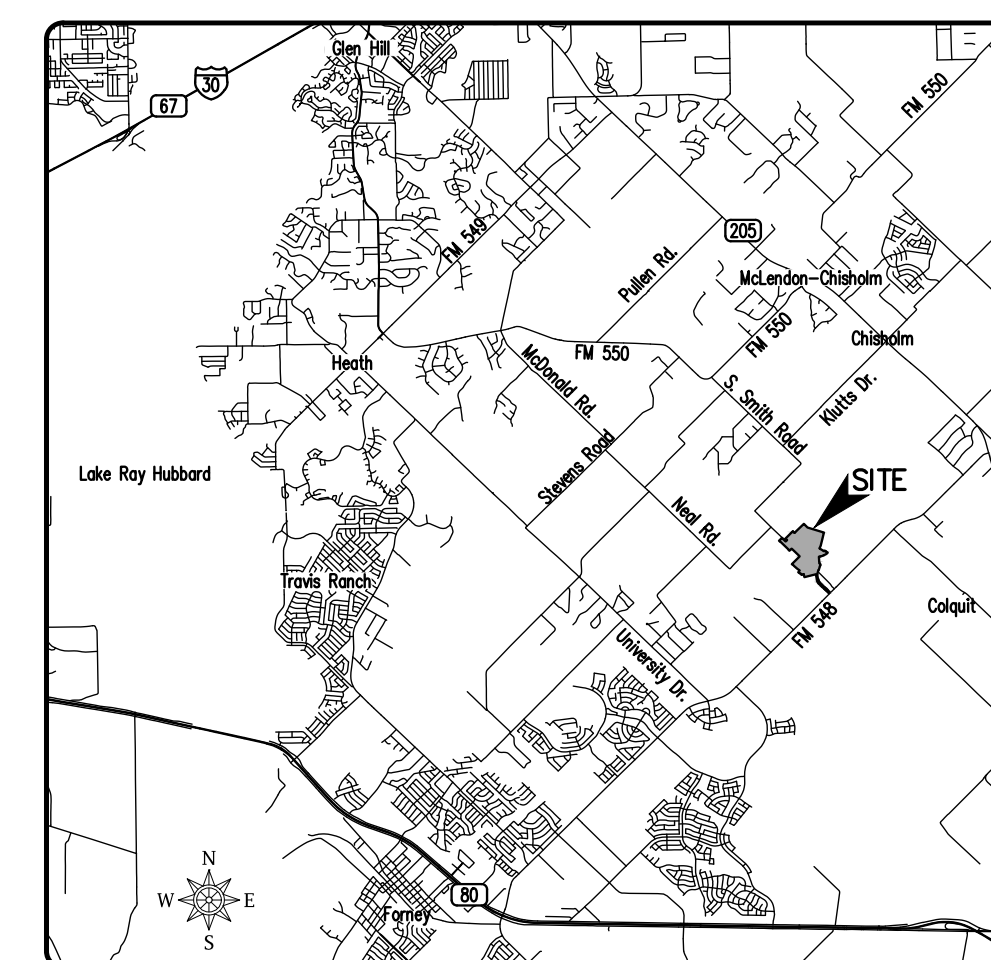 Glen Hill
30
67
FM 550
205
FM 549
Pullen Rd.
McLendon-Chisholm
FM 550
Chisholm
FM 550
Heath
McDonald Rd.
S. Smith Road
Klutts Dr.
Stevens Road
Lake Ray Hubbard
SITE
Neal Rd.
Travis Ranch
Colquit
FM 548
University Dr.
N
W
E
S
80
Forney